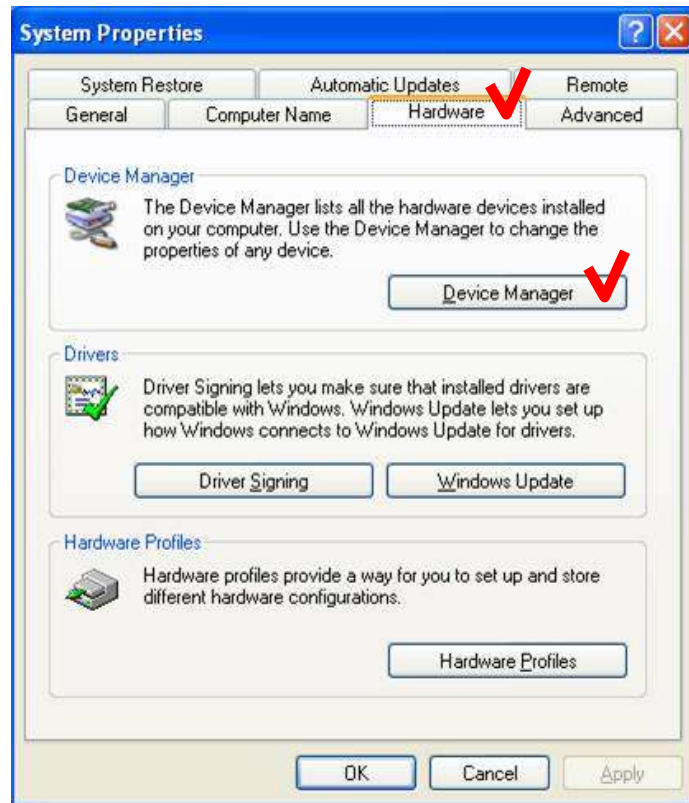 System Properties
System Restore Automatic Updates Remote
General Computer Name Hardware Advanced
Device Manager
The Device Manager lists all the hardware devices installed
on your computer. Use the Device Manager to change the
properties of any device.
Device Manager
Drivers
Driver Signing lets you make sure that installed drivers are
compatible with Windows. Windows Update lets you set up
how Windows connects to Windows Update for drivers.
Driver Signing Windows Update
Hardware Profiles
Hardware profiles provide a way for you to set up and store
different hardware configurations.
Hardware Profiles
OK Cancel Apply